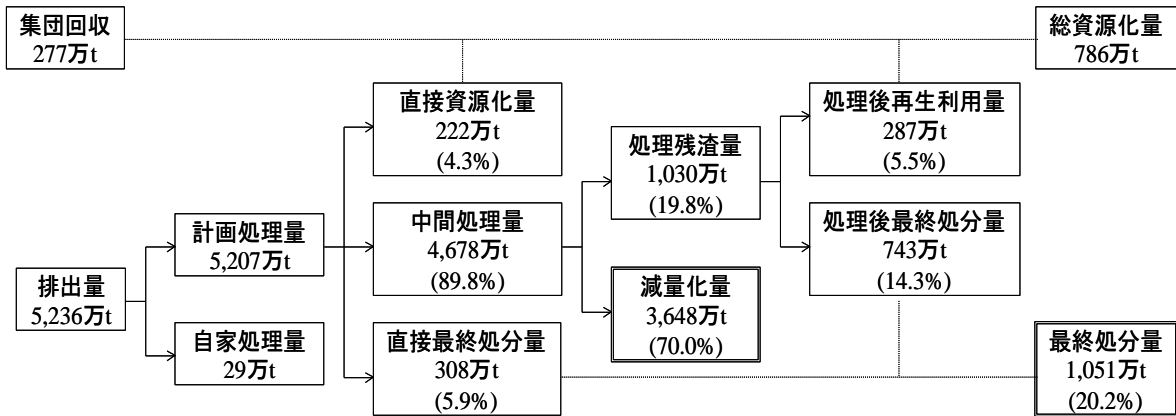 集団回収
277万t
総資源化量
786万t
直接資源化量
222万t
(4.3%)
処理後再生利用量
287万t
(5.5%)
処理残渣量
1,030万t
(19.8%)
計画処理量
5,207万t
中間処理量
4,678万t
(89.8%)
処理後最終処分量
743万t
(14.3%)
排出量
5,236万t
減量化量
3,648万t
(70.0%)
自家処理量
29万t
直接最終処分量
308万t
(5.9%)
最終処分量
1,051万t
(20.2%)